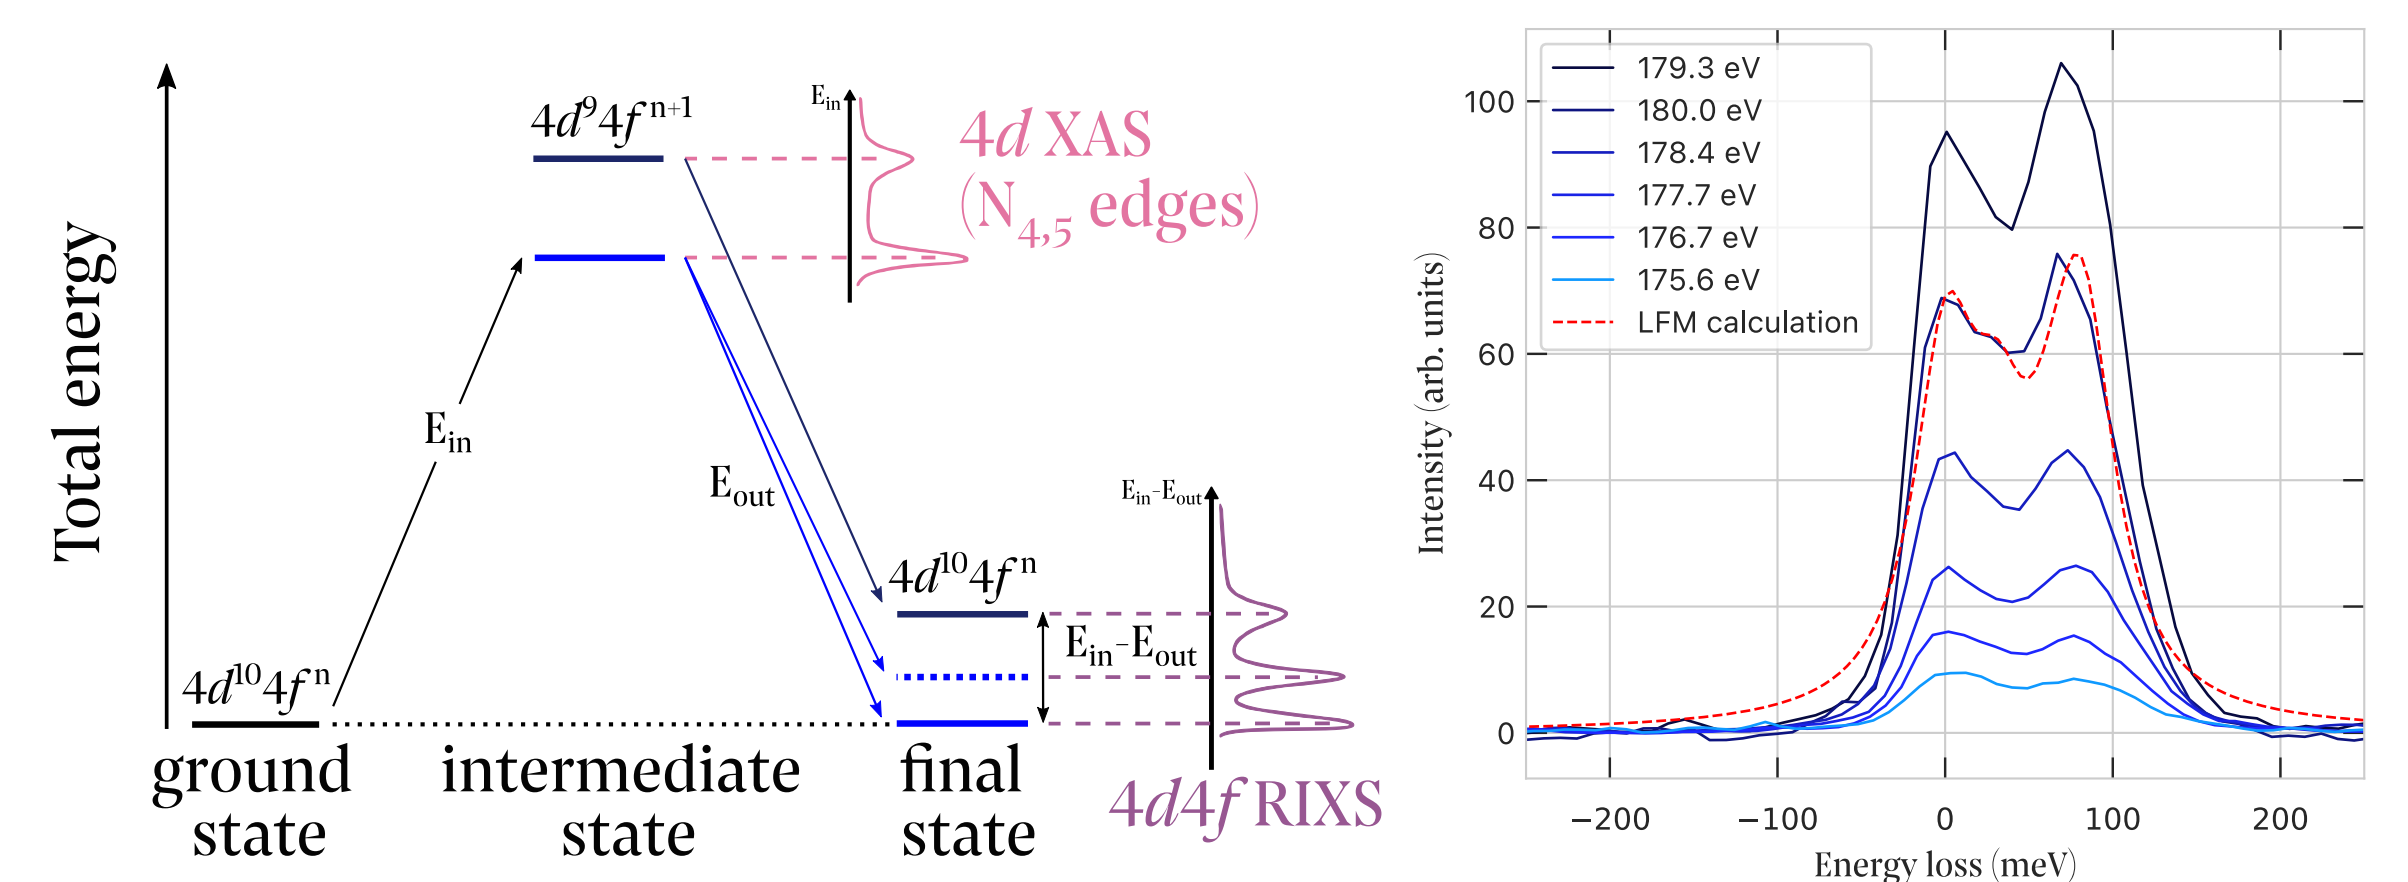 Total energy
4d⁹4fⁿ⁺¹
E_in
4d XAS
(N₄,₅ edges)
E_in
E_out
E_in-E_out
4d¹⁰4fⁿ
E_in-E_out
4d¹⁰4fⁿ
ground
state
intermediate
state
final
state
4d4f RIXS
179.3 eV
180.0 eV
178.4 eV
177.7 eV
176.7 eV
175.6 eV
LFM calculation
Intensity (arb. units)
100
80
60
40
20
0
−200 −100 0 100 200
Energy loss (meV)